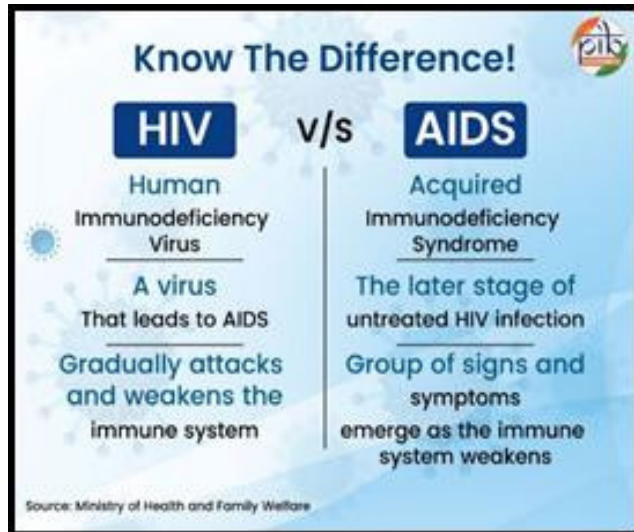 Know The Difference!
pib
HIV v/s AIDS
Human
Immunodeficiency
Virus
A virus
That leads to AIDS
Gradually attacks
and weakens the
immune system
Acquired
Immunodeficiency
Syndrome
The later stage of
untreated HIV infection
Group of signs and
symptoms
emerge as the immune
system weakens
Source: Ministry of Health and Family Welfare